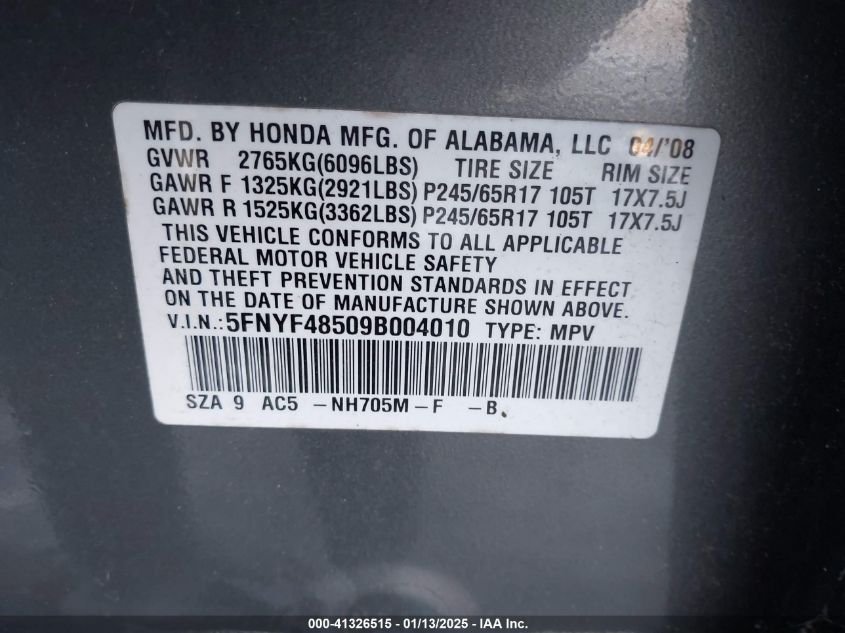 MFD. BY HONDA MFG. OF ALABAMA, LLC 04/'08
GVWR 2765KG(6096LBS) TIRE SIZE RIM SIZE
GAWR F 1325KG(2921LBS) P245/65R17 105T 17X7.5J
GAWR R 1525KG(3362LBS) P245/65R17 105T 17X7.5J
THIS VEHICLE CONFORMS TO ALL APPLICABLE
FEDERAL MOTOR VEHICLE SAFETY
AND THEFT PREVENTION STANDARDS IN EFFECT
ON THE DATE OF MANUFACTURE SHOWN ABOVE.
V.I.N.:5FNYF48509B004010 TYPE: MPV
SZA 9 AC5 -NH705M-F -B.
000-41326515 - 01/13/2025 - IAA Inc.